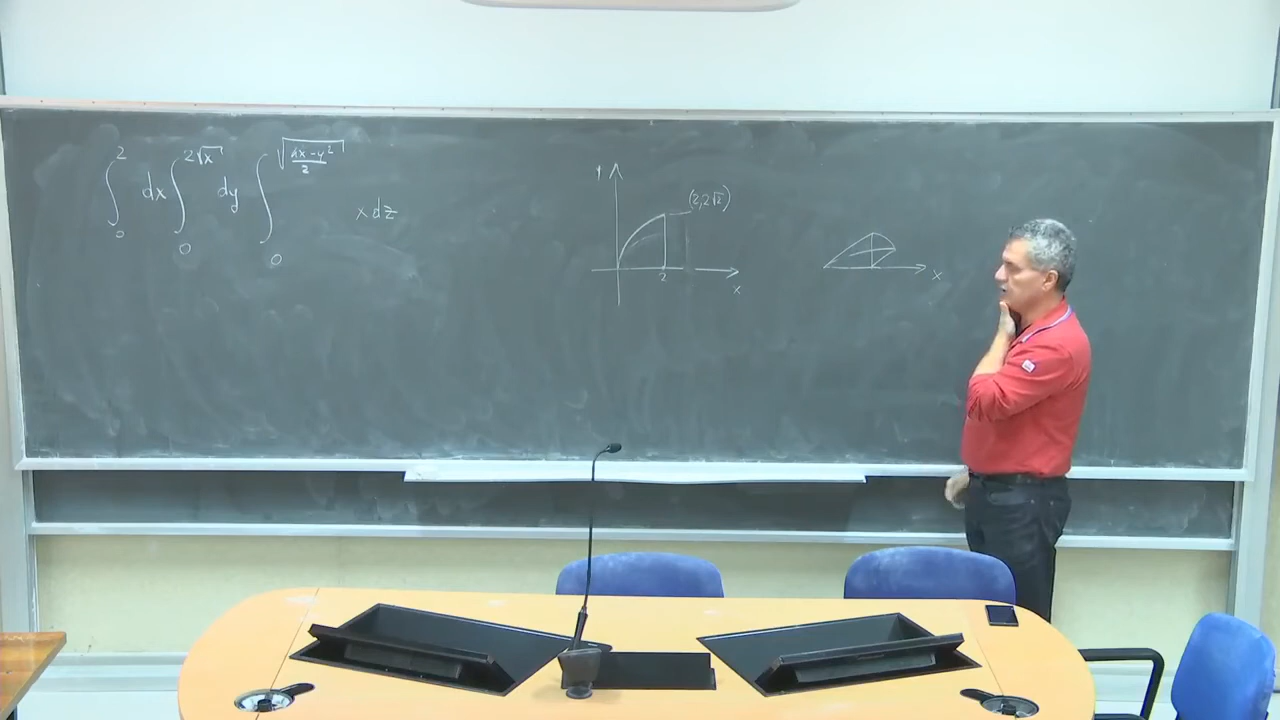 ∫₀² dx ∫₀^{2√x} dy ∫₀^{√((4x-y²)/2)} x dz
y
(2,2√2)
2
x
x